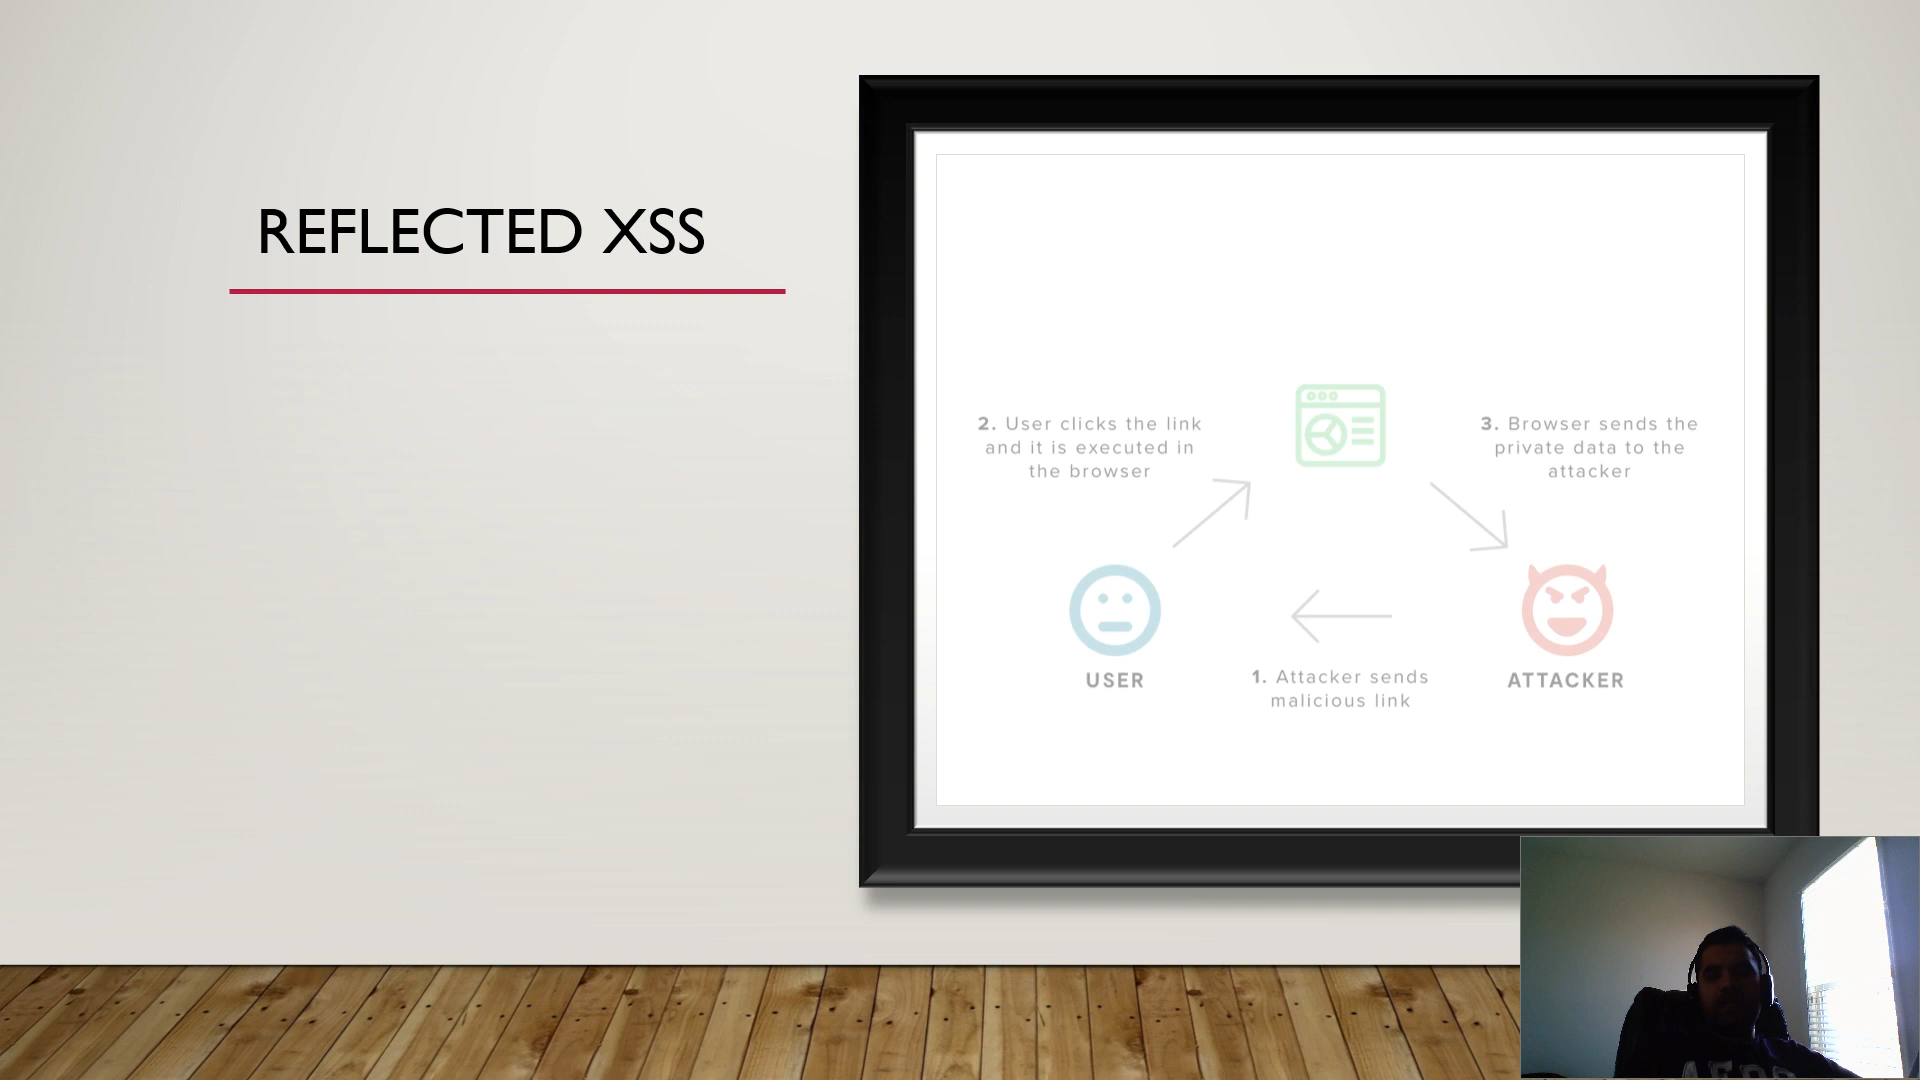 REFLECTED XSS
2. User clicks the link
and it is executed in
the browser
3. Browser sends the
private data to the
attacker
USER
1. Attacker sends
malicious link
ATTACKER